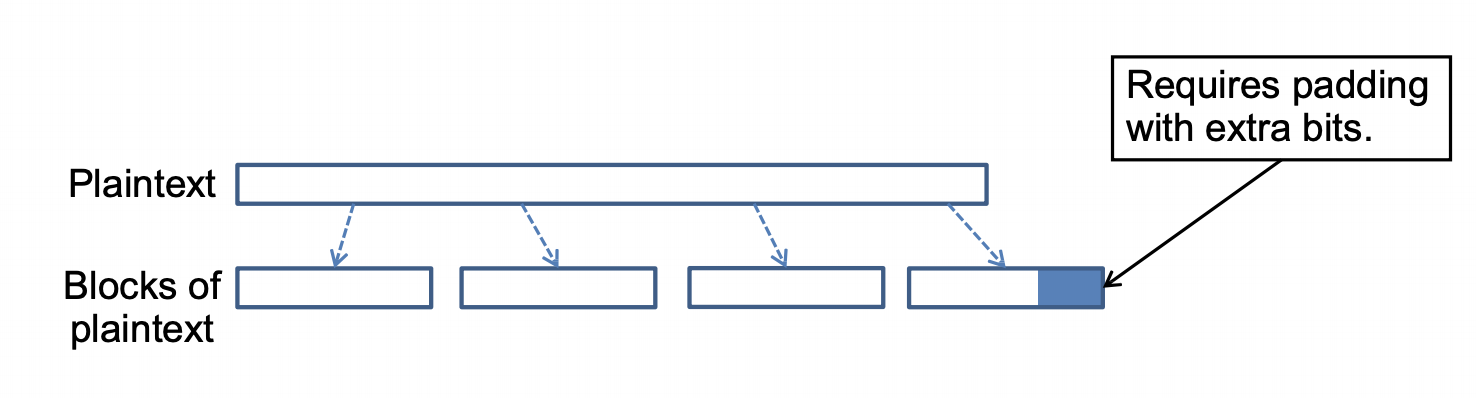 Requires padding
with extra bits.
Plaintext
Blocks of
plaintext